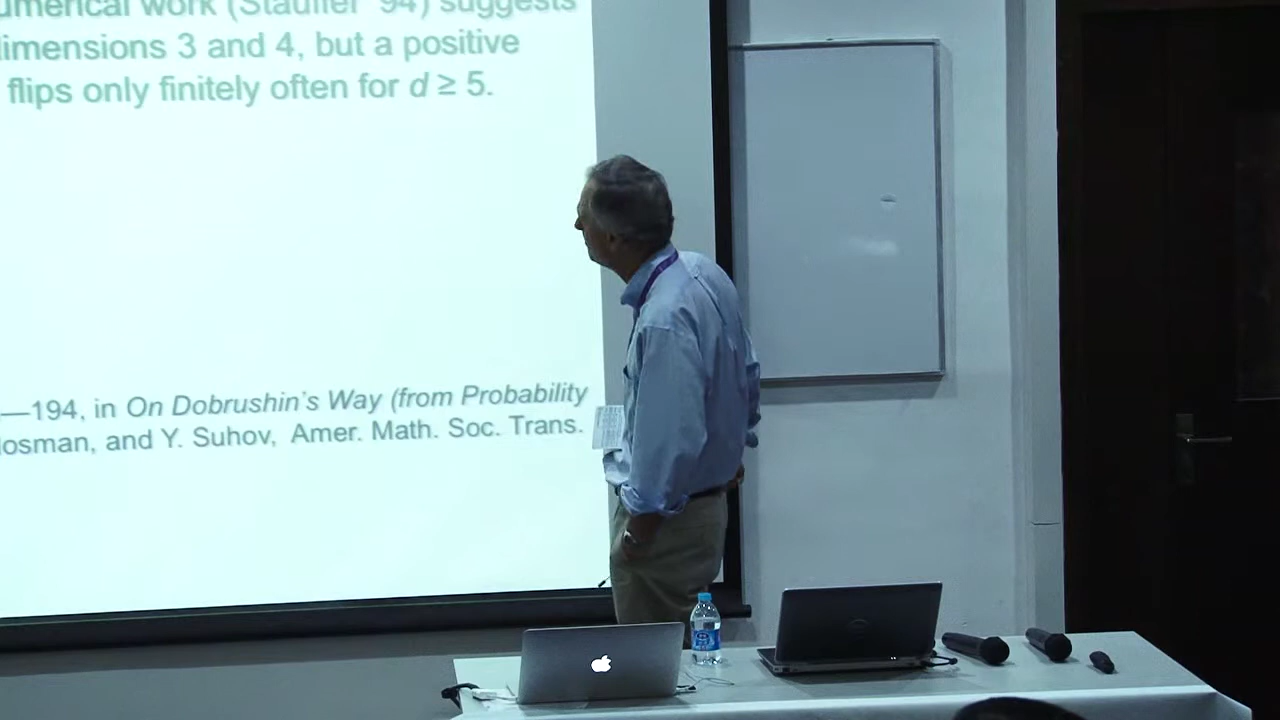 umerical work (Stauffer '94) suggests
dimensions 3 and 4, but a positive
flips only finitely often for d ≥ 5.
—194, in On Dobrushin's Way (from Probability
losman, and Y. Suhov, Amer. Math. Soc. Trans.